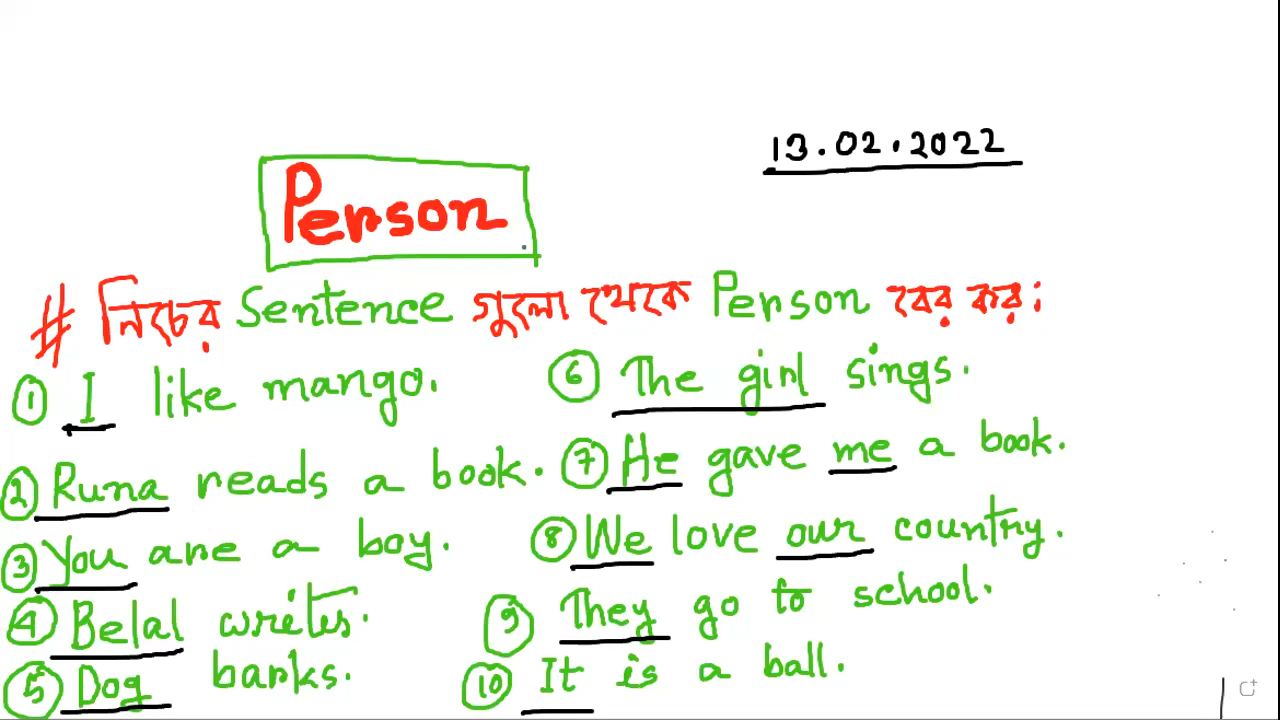 13.02.2022
Person
# নিচের Sentence গুলো থেকে Person বের কর:
① I like mango.
② Runa reads a book.
③ You are a boy.
④ Belal writes.
⑤ Dog barks.
⑥ The girl sings.
⑦ He gave me a book.
⑧ We love our country.
⑨ They go to school.
⑩ It is a ball.